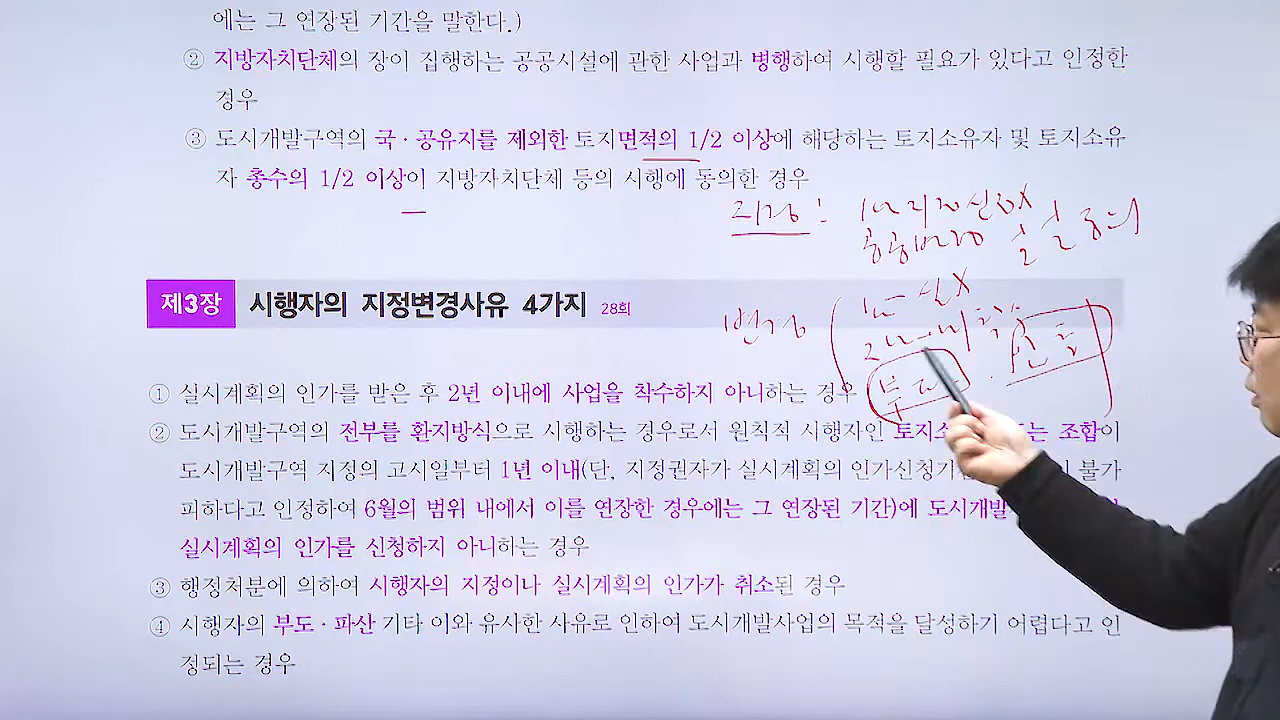 에는 그 연장된 기간을 말한다.)
② 지방자치단체의 장이 집행하는 공공시설에 관한 사업과 병행하여 시행할 필요가 있다고 인정한
경우
③ 도시개발구역의 국·공유지를 제외한 토지면적의 1/2 이상에 해당하는 토지소유자 및 토지소유
자 총수의 1/2 이상이 지방자치단체 등의 시행에 동의한 경우
지정 :
제3장 시행자의 지정변경사유 4가지 28회
변경
① 실시계획의 인가를 받은 후 2년 이내에 사업을 착수하지 아니하는 경우
② 도시개발구역의 전부를 환지방식으로 시행하는 경우로서 원칙적 시행자인 조합이
도시개발구역 지정의 고시일부터 1년 이내(단, 지정권자가 실시계획의 인가신청기 불가
피하다고 인정하여 6월의 범위 내에서 이를 연장한 경우에는 그 연장된 기간)에
실시계획의 인가를 신청하지 아니하는 경우
③ 행정처분에 의하여 시행자의 지정이나 실시계획의 인가가 취소된 경우
④ 시행자의 부도·파산 기타 이와 유사한 사유로 인하여 도시개발사업의 목적을 달성하기 어렵다고 인
정되는 경우